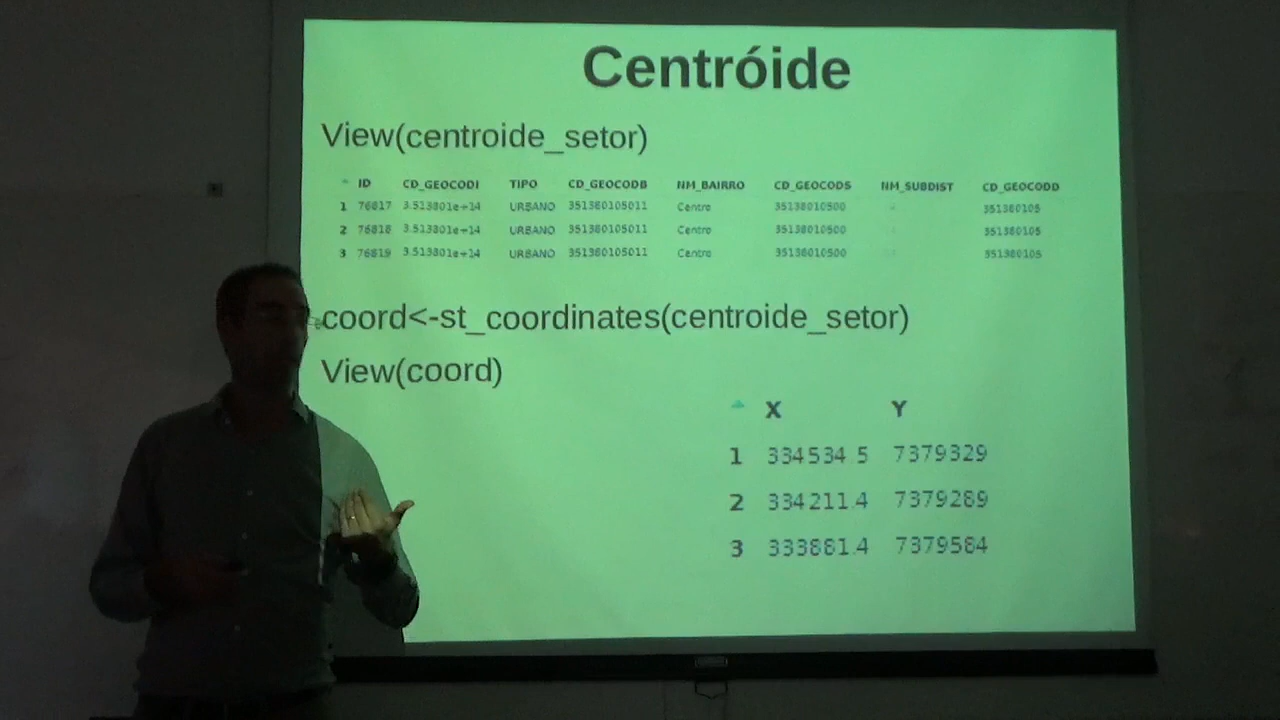 Centróide
View(centroide_setor)
ID CD_GEOCODI TIPO CD_GEOCODB NM_BAIRRO CD_GEOCODS NM_SUBDIST CD_GEOCODD
1 76817 3.513801e+14 URBANO 351380105011 Centro 35138010500 351380105
2 76818 3.513801e+14 URBANO 351380105011 Centro 35138010500 351380105
3 76819 3.513801e+14 URBANO 351380105011 Centro 35138010500 351380105
coord<-st_coordinates(centroide_setor)
View(coord)
X Y
1 334534.5 7379329
2 334211.4 7379289
3 333881.4 7379584